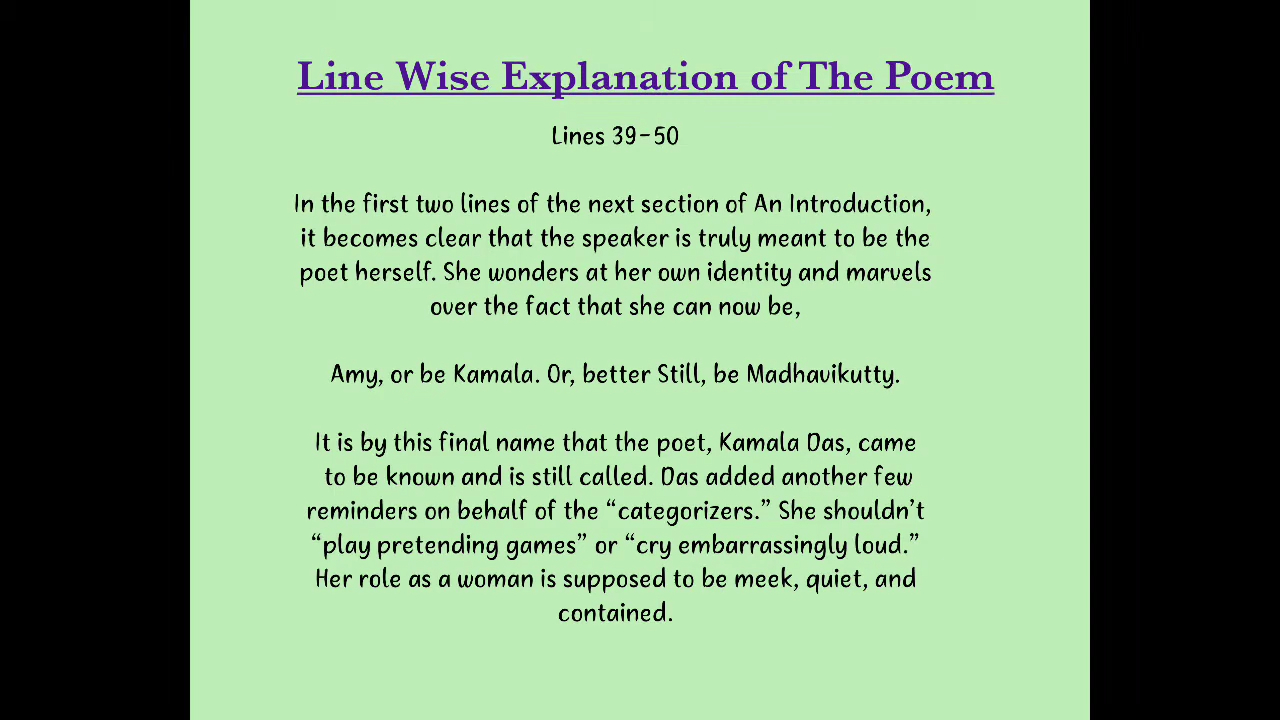 Line Wise Explanation of The Poem
Lines 39-50
In the first two lines of the next section of An Introduction,
it becomes clear that the speaker is truly meant to be the
poet herself. She wonders at her own identity and marvels
over the fact that she can now be,
Amy, or be Kamala. Or, better Still, be Madhavikutty.
It is by this final name that the poet, Kamala Das, came
to be known and is still called. Das added another few
reminders on behalf of the “categorizers.” She shouldn’t
“play pretending games” or “cry embarrassingly loud.”
Her role as a woman is supposed to be meek, quiet, and
contained.